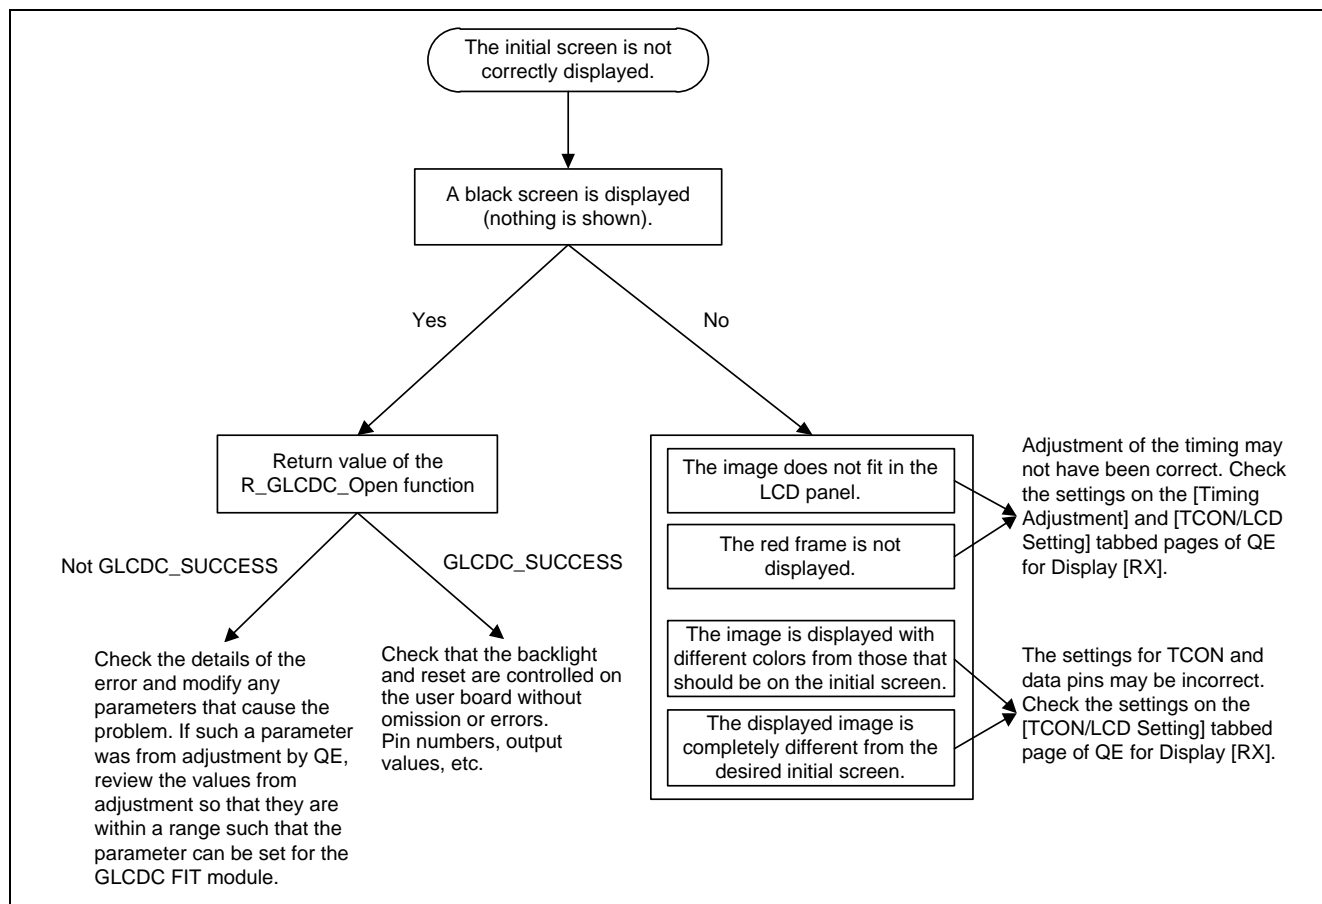 The initial screen is not
correctly displayed.
A black screen is displayed
(nothing is shown).
Yes
No
Return value of the
R_GLCDC_Open function
Not GLCDC_SUCCESS
GLCDC_SUCCESS
Check the details of the
error and modify any
parameters that cause the
problem. If such a parameter
was from adjustment by QE,
review the values from
adjustment so that they are
within a range such that the
parameter can be set for the
GLCDC FIT module.
Check that the backlight
and reset are controlled on
the user board without
omission or errors.
Pin numbers, output
values, etc.
The image does not fit in the
LCD panel.
The red frame is not
displayed.
Adjustment of the timing may
not have been correct. Check
the settings on the [Timing
Adjustment] and [TCON/LCD
Setting] tabbed pages of QE
for Display [RX].
The image is displayed with
different colors from those that
should be on the initial screen.
The displayed image is
completely different from the
desired initial screen.
The settings for TCON and
data pins may be incorrect.
Check the settings on the
[TCON/LCD Setting] tabbed
page of QE for Display [RX].